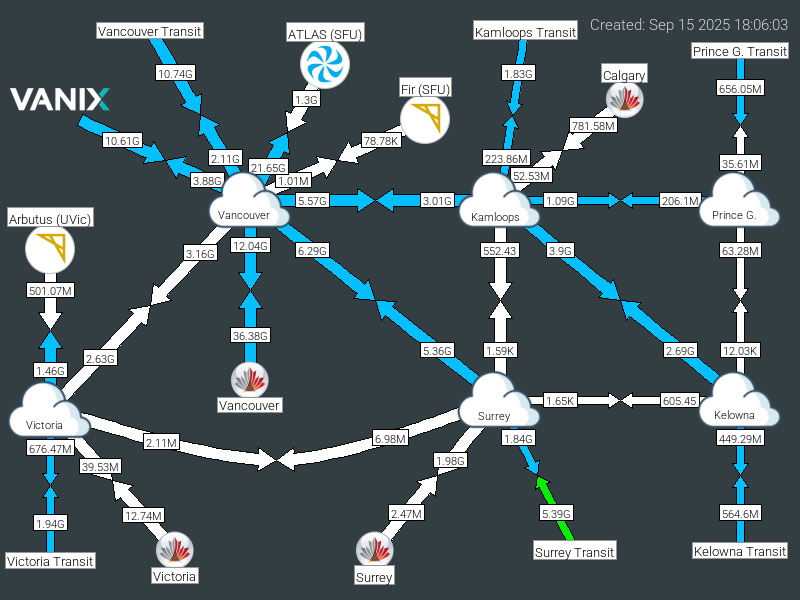 Created: Sep 15 2025 18:06:03
Vancouver Transit
ATLAS (SFU)
Kamloops Transit
Prince G. Transit
10.74G
1.83G
Calgary
656.05M
Fir (SFU)
VANIX
1.3G
781.58M
10.61G
78.78K
2.11G
21.65G
223.86M
35.61M
3.88G
1.01M
52.53M
5.57G
3.01G
1.09G
206.1M
Vancouver
Kamloops
Prince G.
Arbutus (UVic)
3.16G
12.04G
6.29G
552.43
3.9G
63.28M
501.07M
2.63G
36.38G
5.36G
1.59K
2.69G
12.03K
1.46G
Vancouver
1.65K
605.45
Victoria
Surrey
Kelowna
676.47M
2.11M
6.98M
1.84G
449.29M
39.53M
1.98G
1.94G
12.74M
2.47M
5.39G
564.6M
Victoria Transit
Victoria
Surrey
Surrey Transit
Kelowna Transit